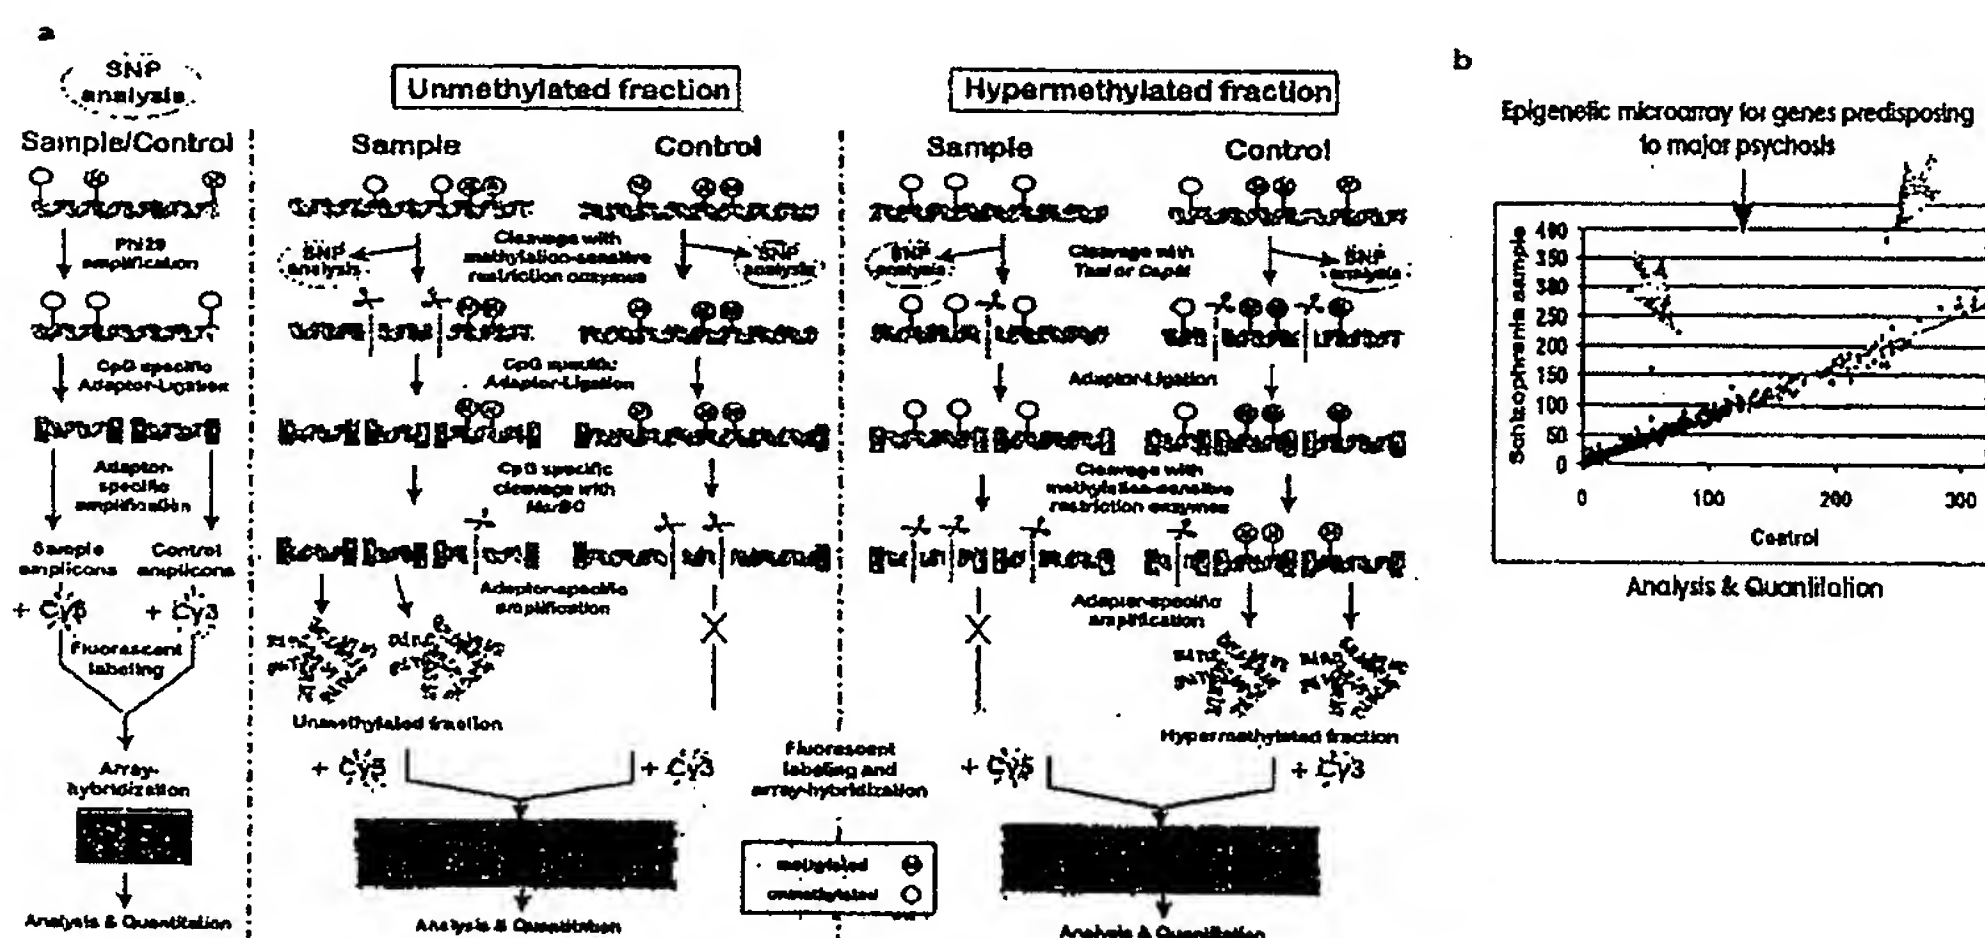 a
SNP
analysis
Sample/Control
Phi29
amplification
CpG specific
Adaptor-Ligation
Adaptor-
specific
amplification
Sample
amplicons
Control
amplicons
+ Cy5
+ Cy3
Fluorescent
labeling
Array-
hybridization
Analysis & Quantitation
Unmethylated fraction
Sample
Control
SNP
analysis
Cleavage with
methylation-sensitive
restriction enzymes
SNP
analysis
CpG specific
Adaptor-Ligation
CpG specific
cleavage with
McrBC
Adaptor-specific
amplification
Unmethylated fraction
+ Cy5
+ Cy3
Analysis & Quantitation
Fluorescent
labeling and
array-hybridization
methylated
unmethylated
Hypermethylated fraction
Sample
Control
SNP
analysis
Cleavage with
TasI or Csp6I
SNP
analysis
Adaptor-Ligation
Cleavage with
methylation-sensitive
restriction enzymes
Adaptor-specific
amplification
Hypermethylated fraction
+ Cy5
+ Cy3
Analysis & Quantitation
b
Epigenetic microarray for genes predisposing
to major psychosis
Schizophrenia sample
400
350
300
250
200
150
100
50
0
0
100
200
300
Control
Analysis & Quantitation